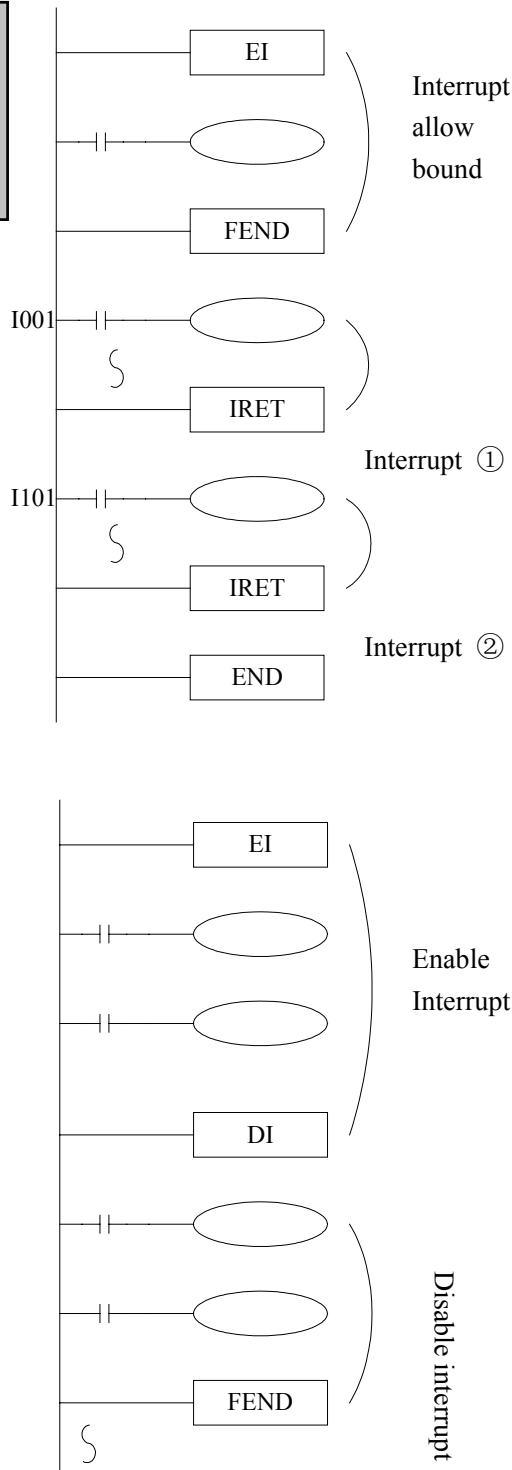 EI
Interrupt
allow
bound
FEND
I001
IRET
Interrupt ①
I101
IRET
Interrupt ②
END
EI
Enable
Interrupt
DI
Disable interrupt
FEND